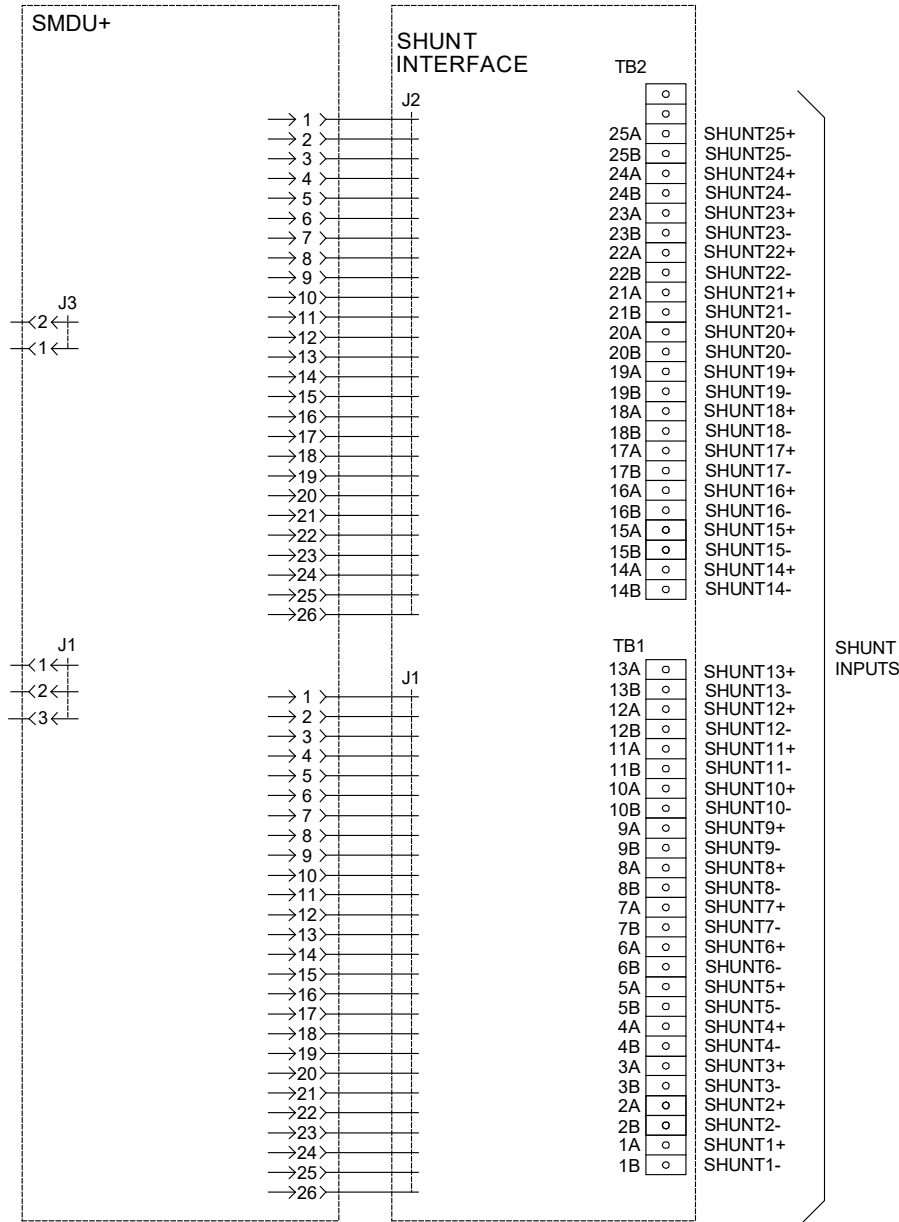 SMDU+
SHUNT
INTERFACE
TB2
J2
1
2
3
4
5
6
7
8
9
10
11
12
13
14
15
16
17
18
19
20
21
22
23
24
25
26
25A SHUNT25+
25B SHUNT25-
24A SHUNT24+
24B SHUNT24-
23A SHUNT23+
23B SHUNT23-
22A SHUNT22+
22B SHUNT22-
21A SHUNT21+
21B SHUNT21-
20A SHUNT20+
20B SHUNT20-
19A SHUNT19+
19B SHUNT19-
18A SHUNT18+
18B SHUNT18-
17A SHUNT17+
17B SHUNT17-
16A SHUNT16+
16B SHUNT16-
15A SHUNT15+
15B SHUNT15-
14A SHUNT14+
14B SHUNT14-
J3
2
1
J1
1
2
3
J1
1
2
3
4
5
6
7
8
9
10
11
12
13
14
15
16
17
18
19
20
21
22
23
24
25
26
TB1
13A SHUNT13+
13B SHUNT13-
12A SHUNT12+
12B SHUNT12-
11A SHUNT11+
11B SHUNT11-
10A SHUNT10+
10B SHUNT10-
9A SHUNT9+
9B SHUNT9-
8A SHUNT8+
8B SHUNT8-
7A SHUNT7+
7B SHUNT7-
6A SHUNT6+
6B SHUNT6-
5A SHUNT5+
5B SHUNT5-
4A SHUNT4+
4B SHUNT4-
3A SHUNT3+
3B SHUNT3-
2A SHUNT2+
2B SHUNT2-
1A SHUNT1+
1B SHUNT1-
SHUNT
INPUTS